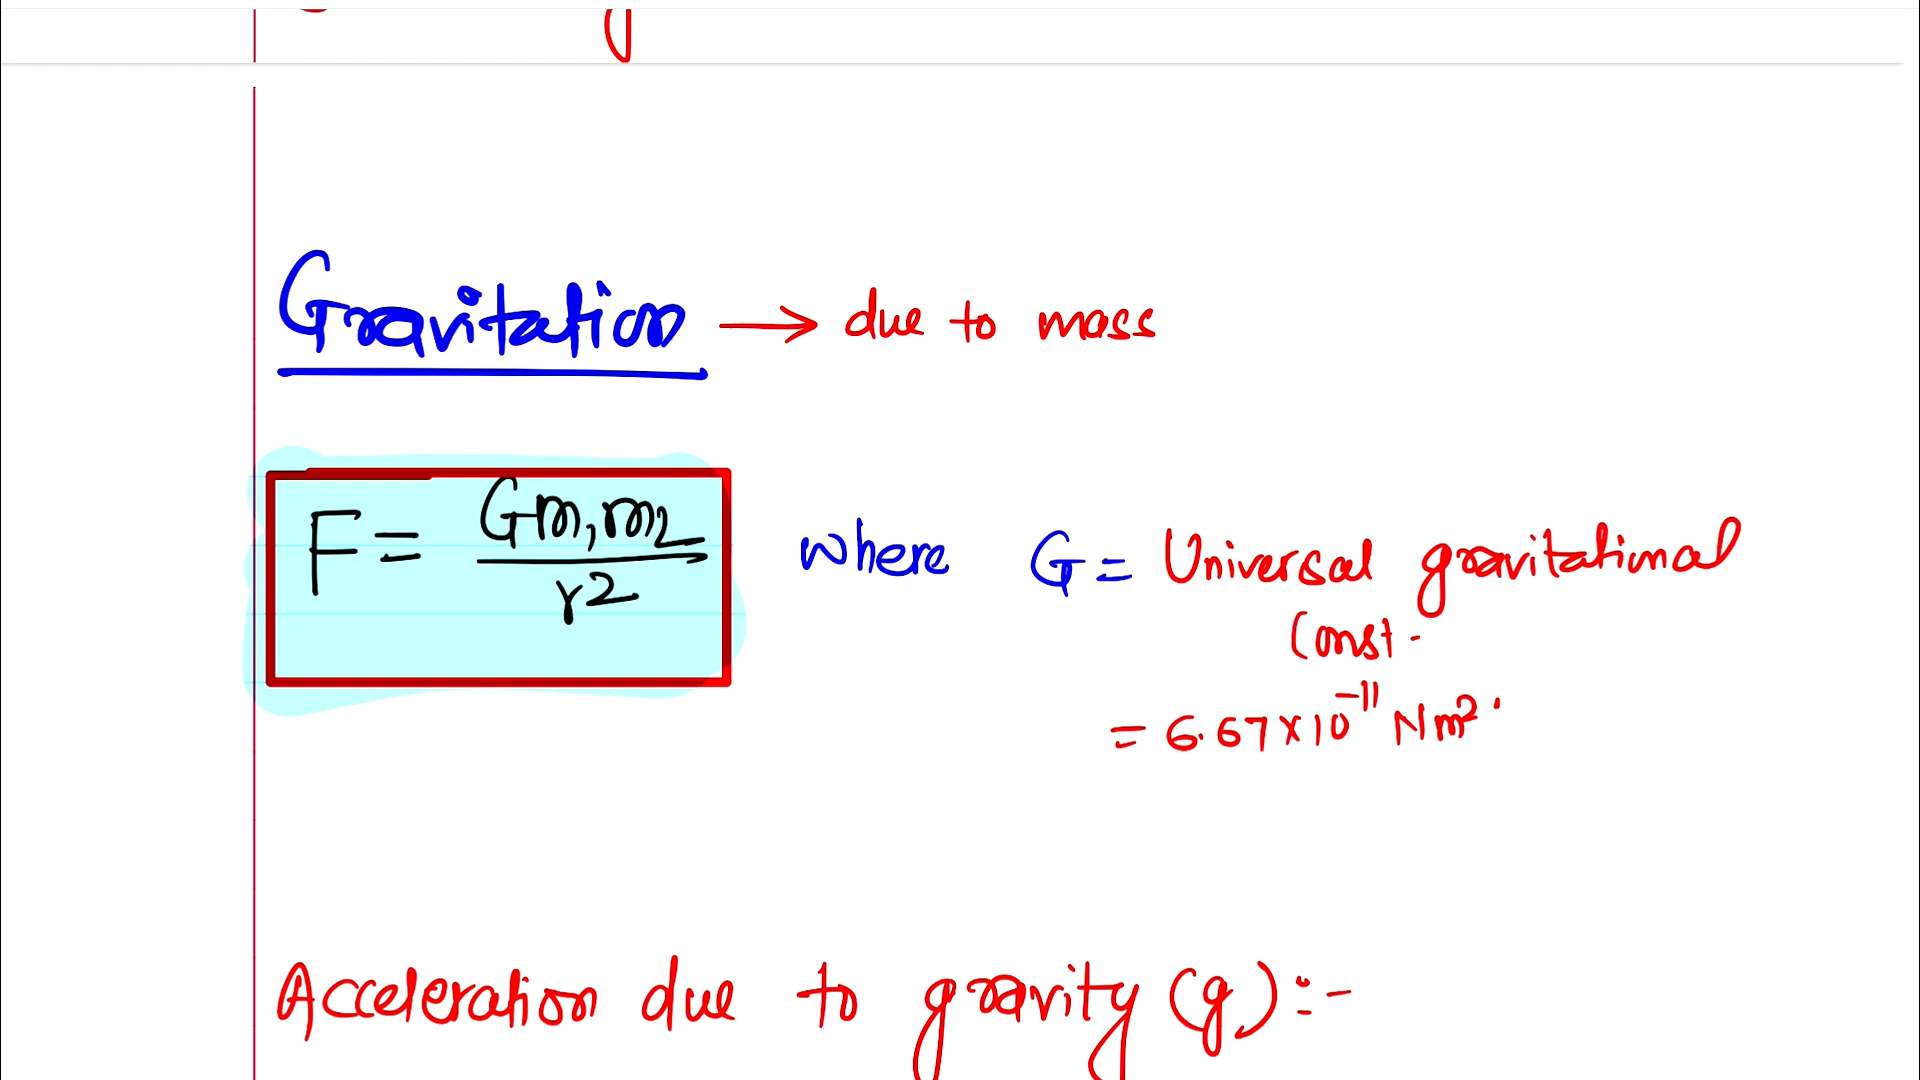 Gravitation → due to mass
F = Gm₁m₂/r² where G = Universal gravitational
Const.
= 6.67×10⁻¹¹ Nm².
Acceleration due to gravity (g):-